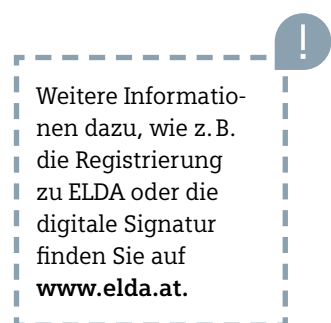 !
Weitere Informatio-
nen dazu, wie z. B.
die Registrierung
zu ELDA oder die
digitale Signatur
finden Sie auf
www.elda.at.